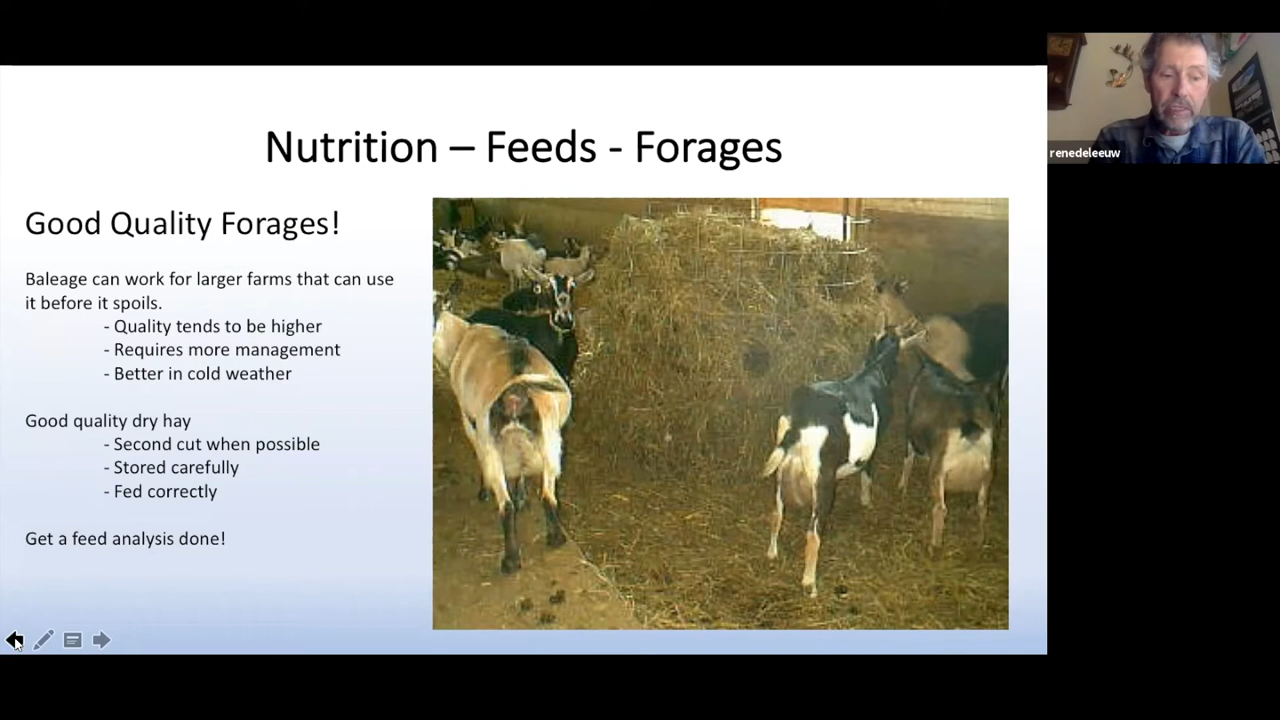 Nutrition – Feeds - Forages
Good Quality Forages!
Baleage can work for larger farms that can use
it before it spoils.
- Quality tends to be higher
- Requires more management
- Better in cold weather
Good quality dry hay
- Second cut when possible
- Stored carefully
- Fed correctly
Get a feed analysis done!
renedeleeuw